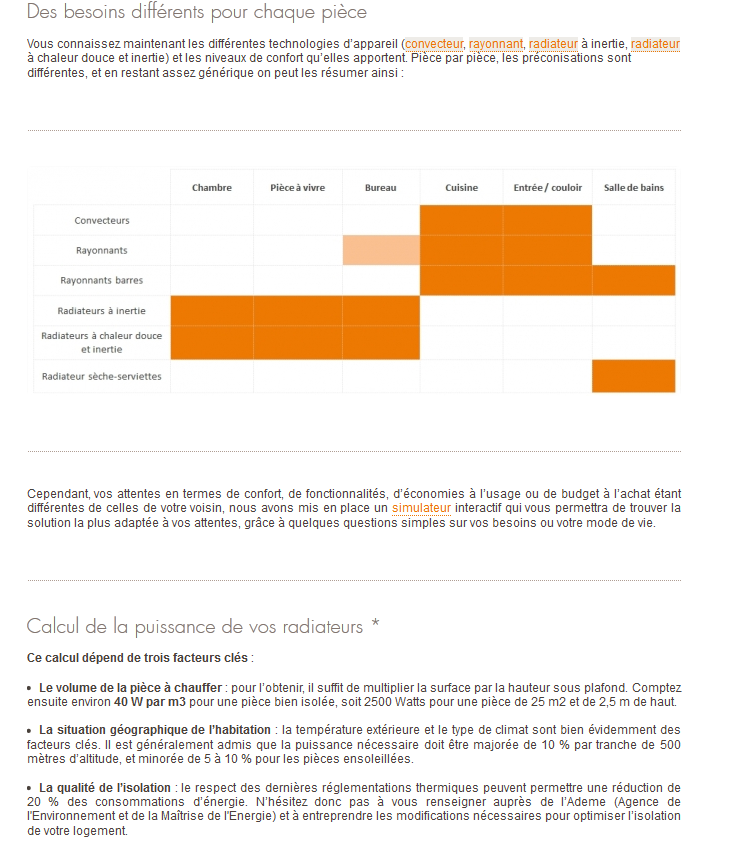 Des besoins différents pour chaque pièce
Vous connaissez maintenant les différentes technologies d'appareil (convecteur, rayonnant, radiateur à inertie, radiateur
à chaleur douce et inertie) et les niveaux de confort qu'elles apportent. Pièce par pièce, les préconisations sont
différentes, et en restant assez générique on peut les résumer ainsi :
Chambre Pièce à vivre Bureau Cuisine Entrée / couloir Salle de bains
Convecteurs
Rayonnants
Rayonnants barres
Radiateurs à inertie
Radiateurs à chaleur douce
et inertie
Radiateur sèche-serviettes
Cependant, vos attentes en termes de confort, de fonctionnalités, d'économies à l'usage ou de budget à l'achat étant
différentes de celles de votre voisin, nous avons mis en place un simulateur interactif qui vous permettra de trouver la
solution la plus adaptée à vos attentes, grâce à quelques questions simples sur vos besoins ou votre mode de vie.
Calcul de la puissance de vos radiateurs *
Ce calcul dépend de trois facteurs clés :
• Le volume de la pièce à chauffer : pour l'obtenir, il suffit de multiplier la surface par la hauteur sous plafond. Comptez
ensuite environ 40 W par m3 pour une pièce bien isolée, soit 2500 Watts pour une pièce de 25 m2 et de 2,5 m de haut.
• La situation géographique de l'habitation : la température extérieure et le type de climat sont bien évidemment des
facteurs clés. Il est généralement admis que la puissance nécessaire doit être majorée de 10 % par tranche de 500
mètres d'altitude, et minorée de 5 à 10 % pour les pièces ensoleillées.
• La qualité de l'isolation : le respect des dernières réglementations thermiques peuvent permettre une réduction de
20 % des consommations d'énergie. N'hésitez donc pas à vous renseigner auprès de l'Ademe (Agence de
l'Environnement et de la Maîtrise de l'Energie) et à entreprendre les modifications nécessaires pour optimiser l'isolation
de votre logement.